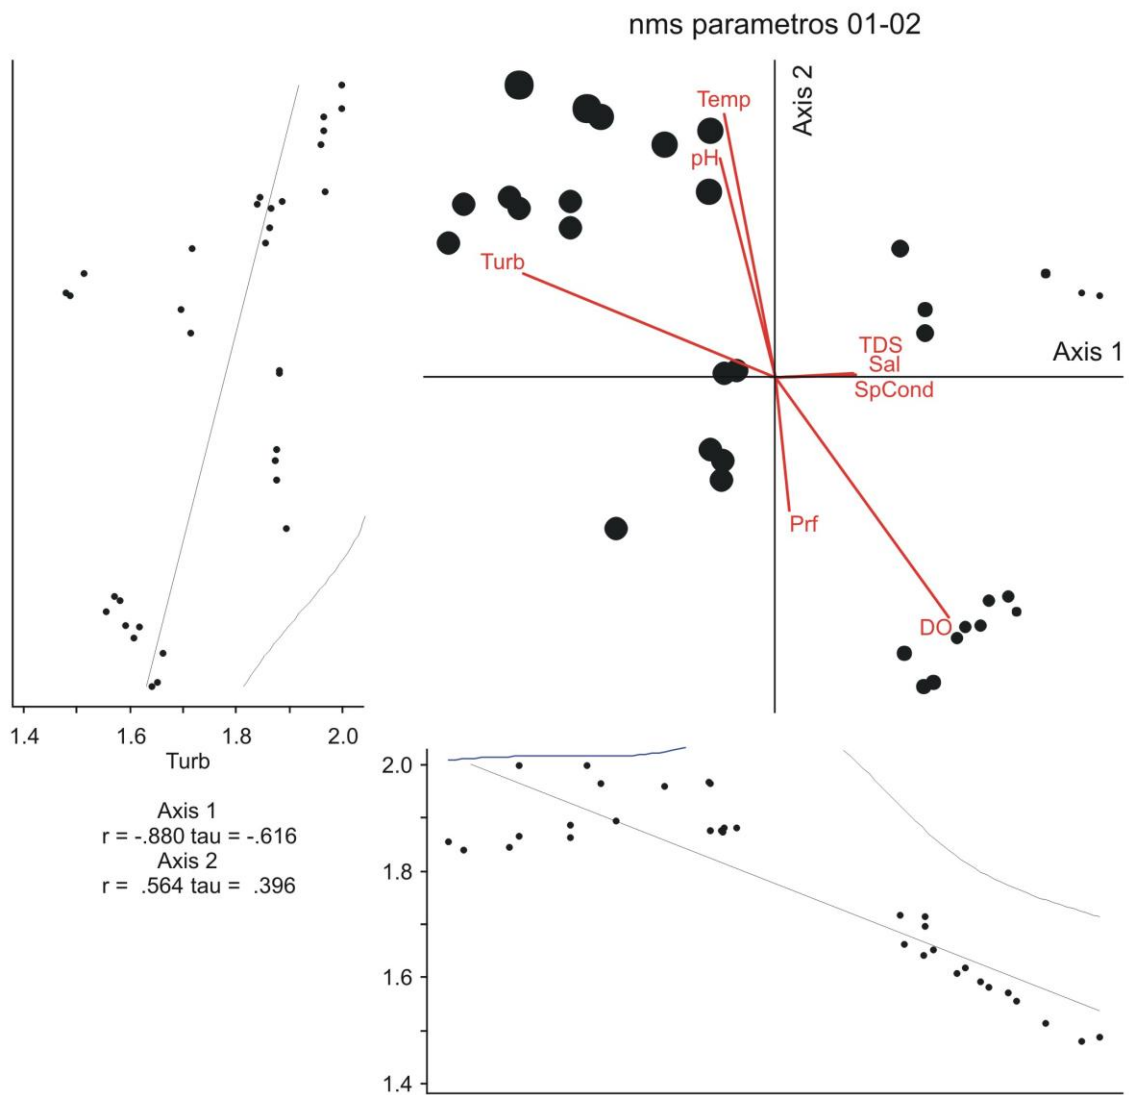 nms parametros 01-02
Axis 2
Temp
pH
Turb
TDS
Sal
SpCond
Axis 1
Prf
DO
1.4 1.6 1.8 2.0
Turb
Axis 1
r = -.880 tau = -.616
Axis 2
r = .564 tau = .396
2.0
1.8
1.6
1.4